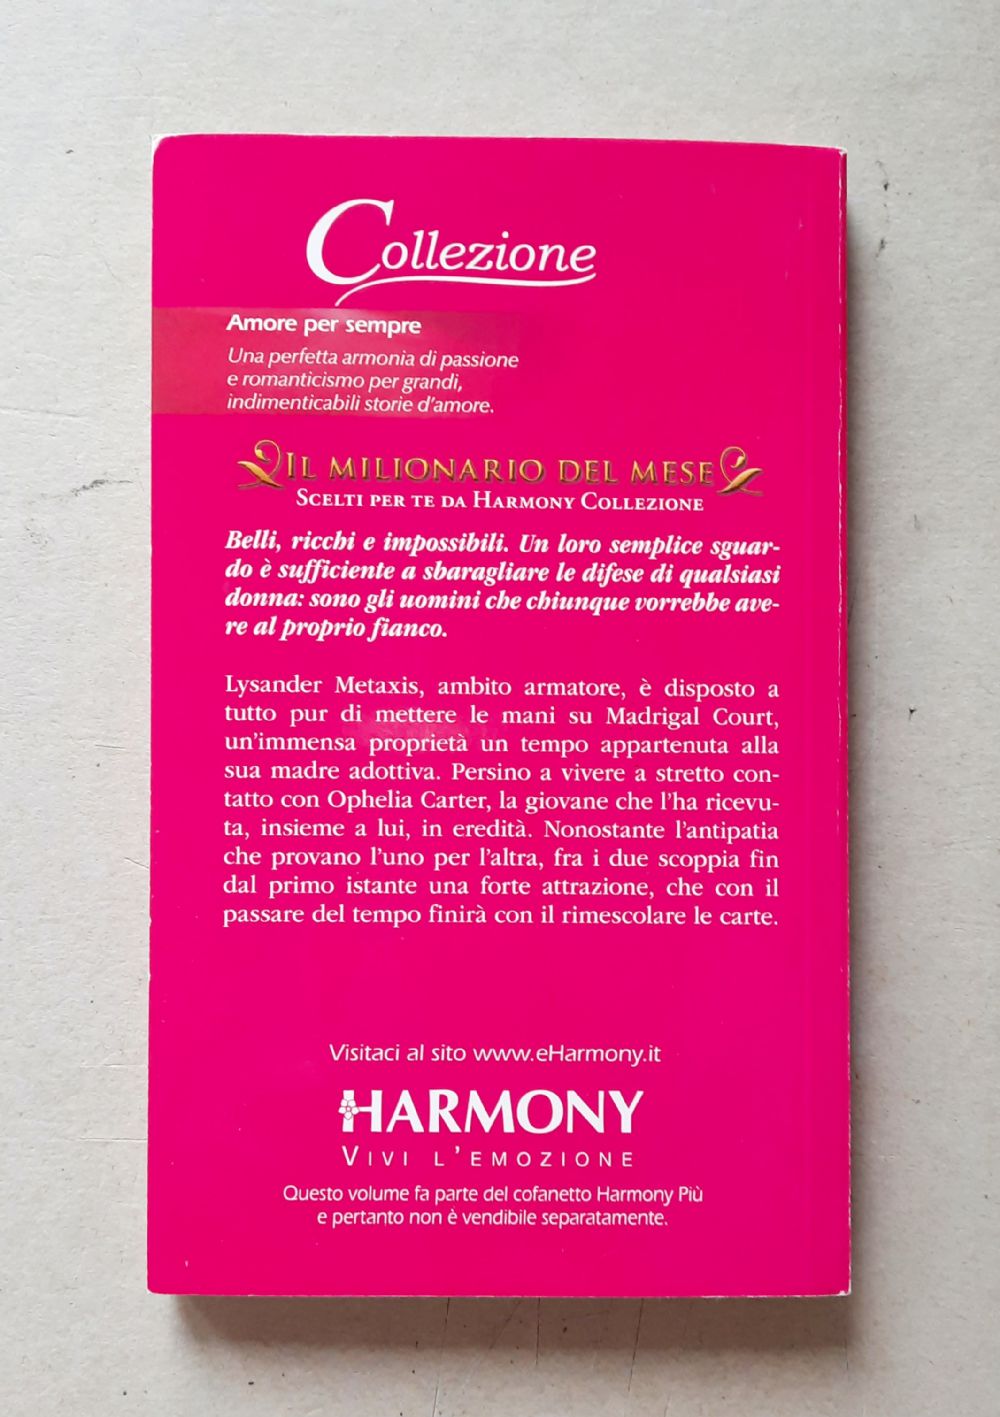 Collezione
Amore per sempre
Una perfetta armonia di passione
e romanticismo per grandi,
indimenticabili storie d'amore.
IL MILIONARIO DEL MESE
SCELTI PER TE DA HARMONY COLLEZIONE
Belli, ricchi e impossibili. Un loro semplice sguar-
do è sufficiente a sbaragliare le difese di qualsiasi
donna: sono gli uomini che chiunque vorrebbe ave-
re al proprio fianco.
Lysander Metaxis, ambito armatore, è disposto a
tutto pur di mettere le mani su Madrigal Court,
un'immensa proprietà un tempo appartenuta alla
sua madre adottiva. Persino a vivere a stretto con-
tatto con Ophelia Carter, la giovane che l'ha ricevu-
ta, insieme a lui, in eredità. Nonostante l'antipatia
che provano l'uno per l'altra, fra i due scoppia fin
dal primo istante una forte attrazione, che con il
passare del tempo finirà con il rimescolare le carte.
Visitaci al sito www.eHarmony.it
HARMONY
VIVI L'EMOZIONE
Questo volume fa parte del cofanetto Harmony Più
e pertanto non è vendibile separatamente.